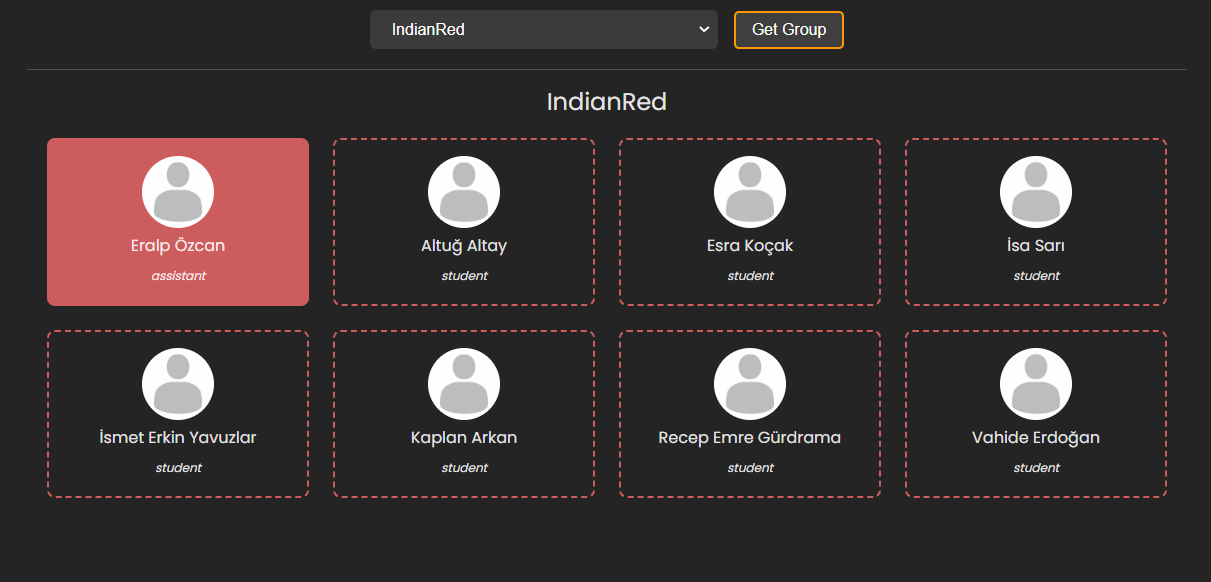 IndianRed
Get Group
IndianRed
Eralp Özcan
assistant
Altuğ Altay
student
Esra Koçak
student
İsa Sarı
student
İsmet Erkin Yavuzlar
student
Kaplan Arkan
student
Recep Emre Gürdrama
student
Vahide Erdoğan
student